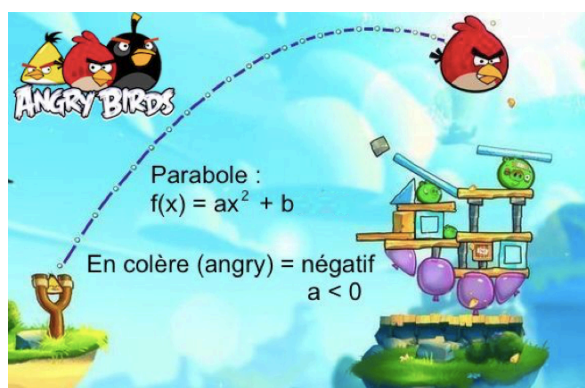 ANGRY BIRDS
Parabole :
f(x) = ax² + b
En colère (angry) = négatif
a < 0